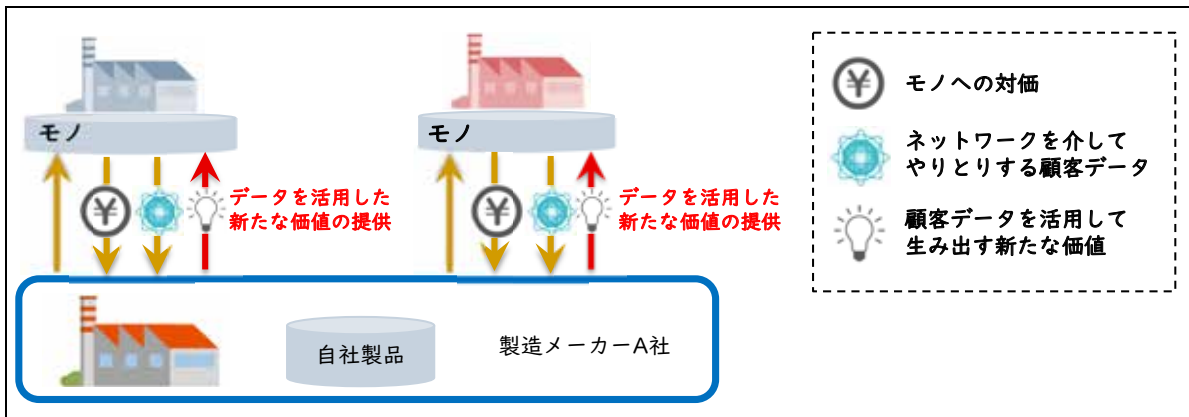 モノ
データを活用した
新たな価値の提供
モノ
データを活用した
新たな価値の提供
¥
¥
自社製品
製造メーカーA社
¥
モノへの対価
ネットワークを介して
やりとりする顧客データ
顧客データを活用して
生み出す新たな価値